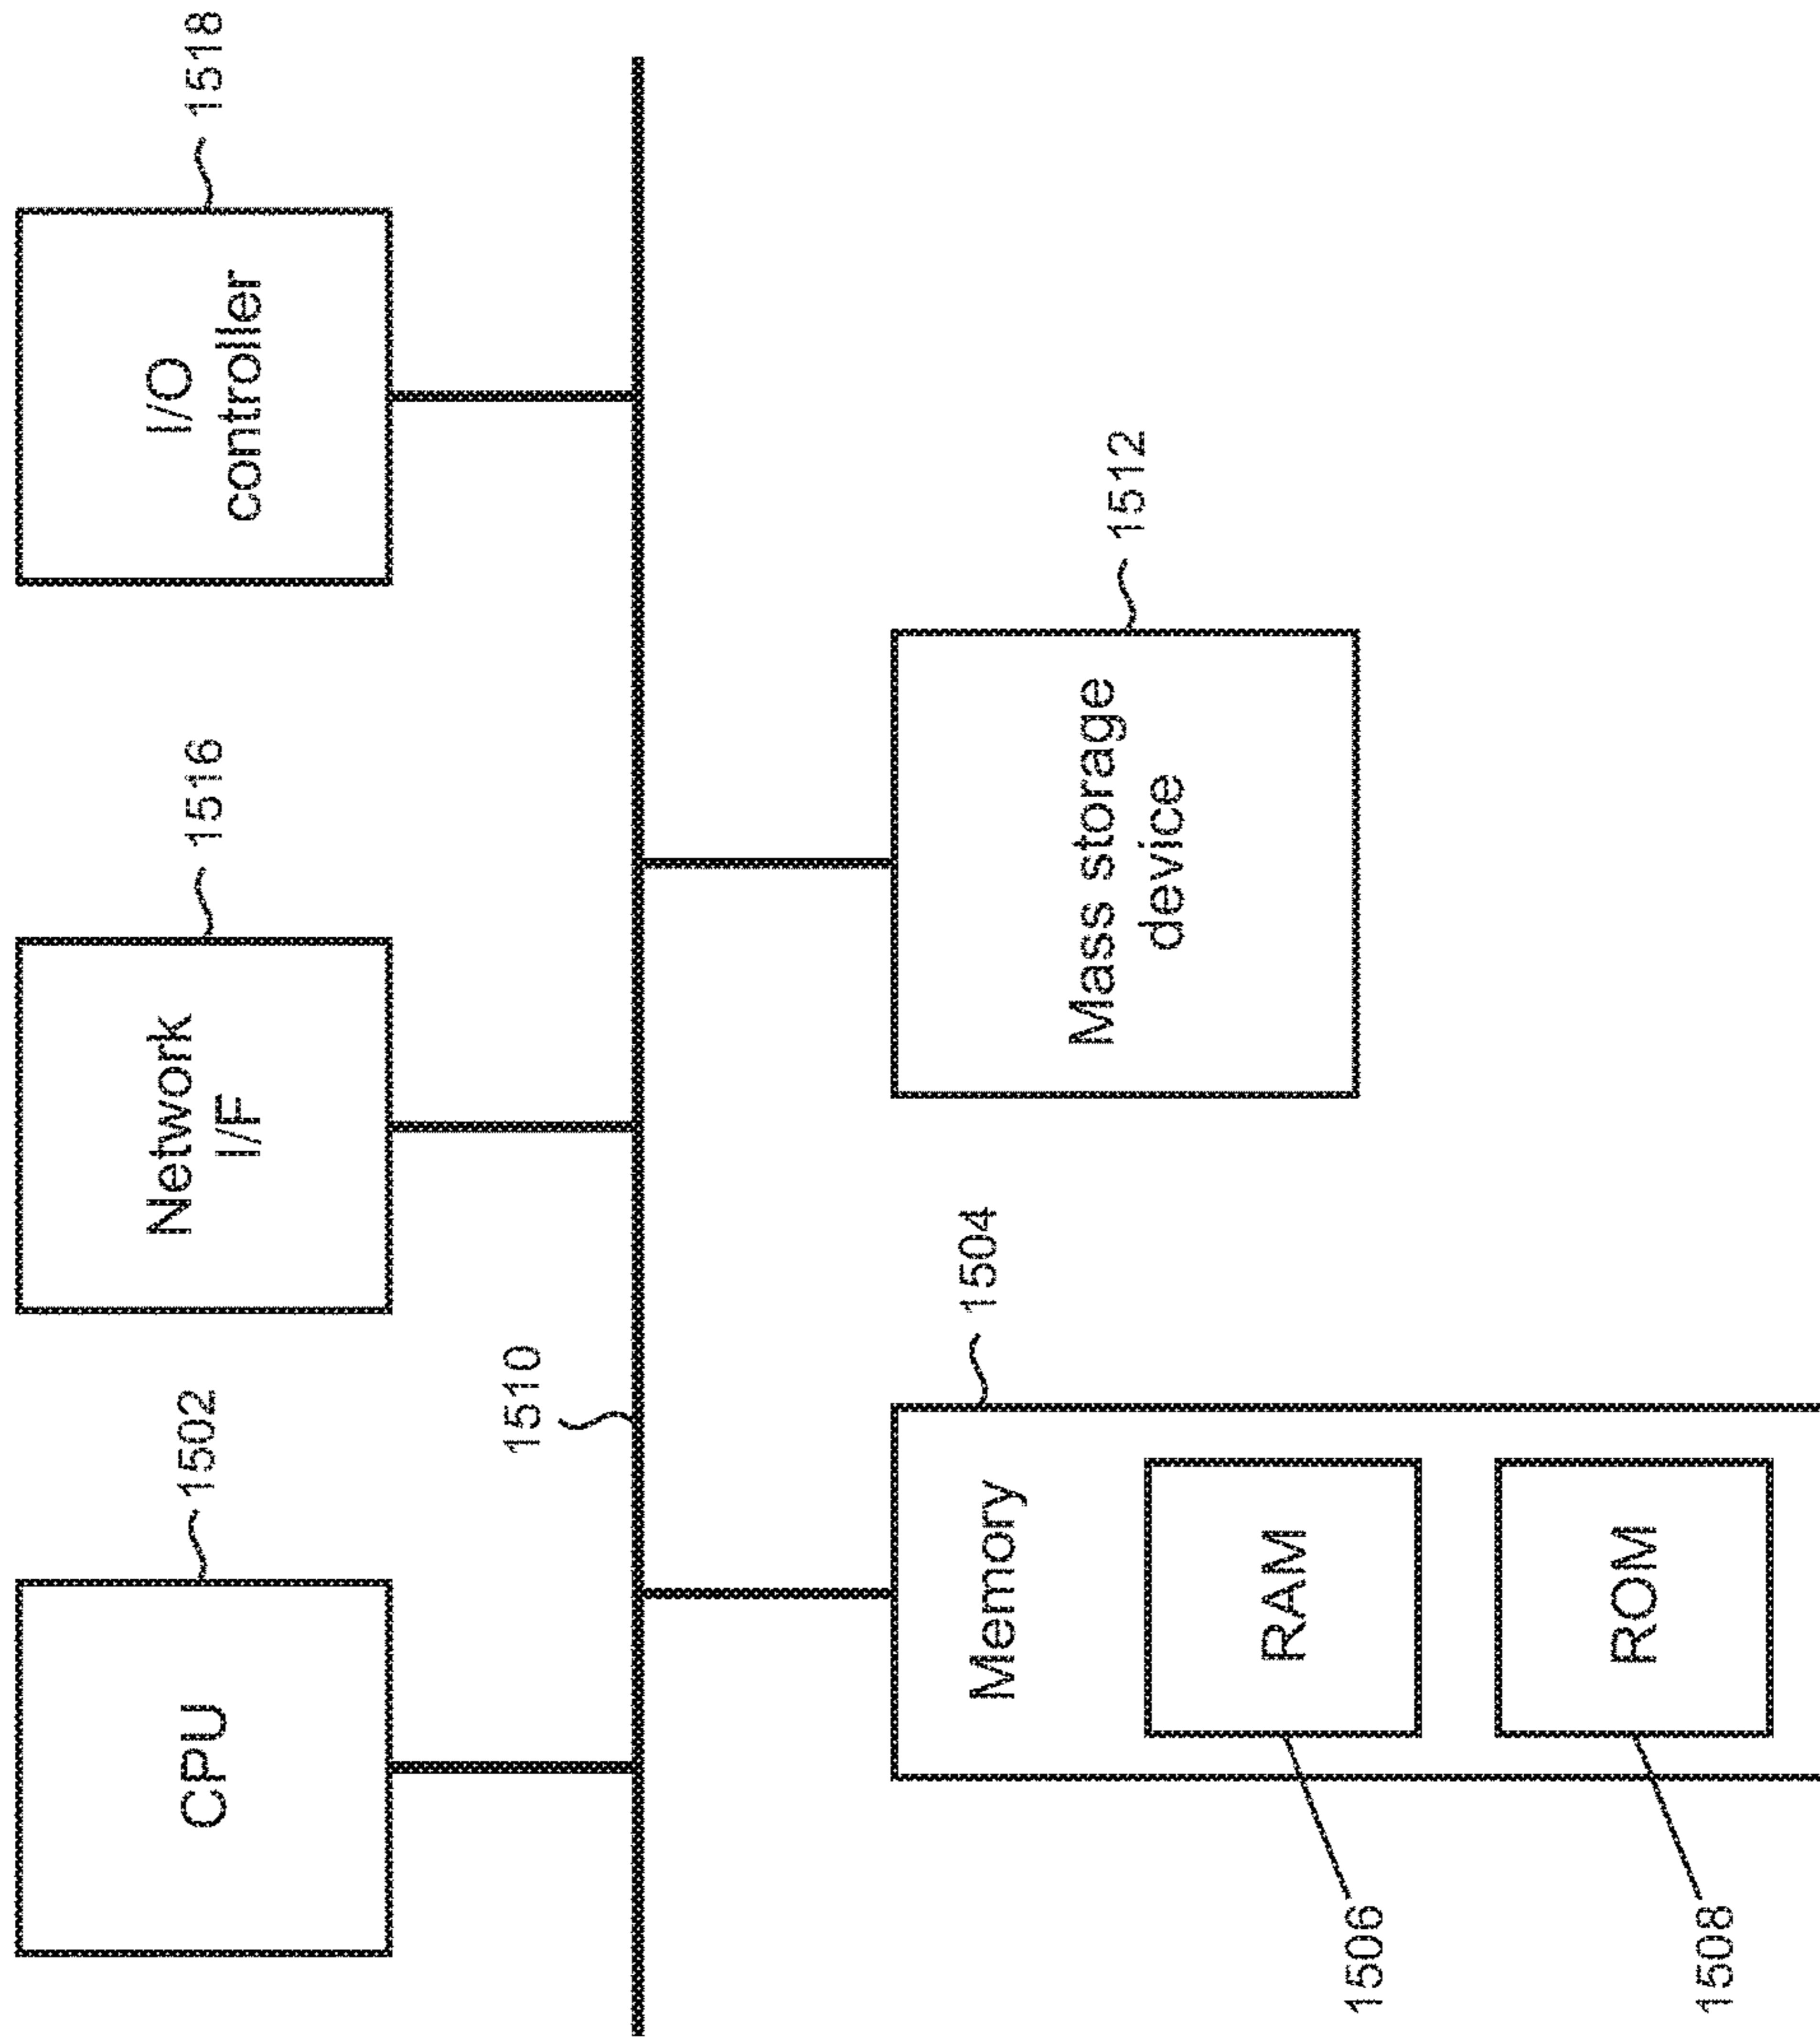 CPU
1502
Network
I/F
1516
I/O
controller
1518
1510
Memory
1504
RAM
1506
ROM
1508
Mass storage
device
1512